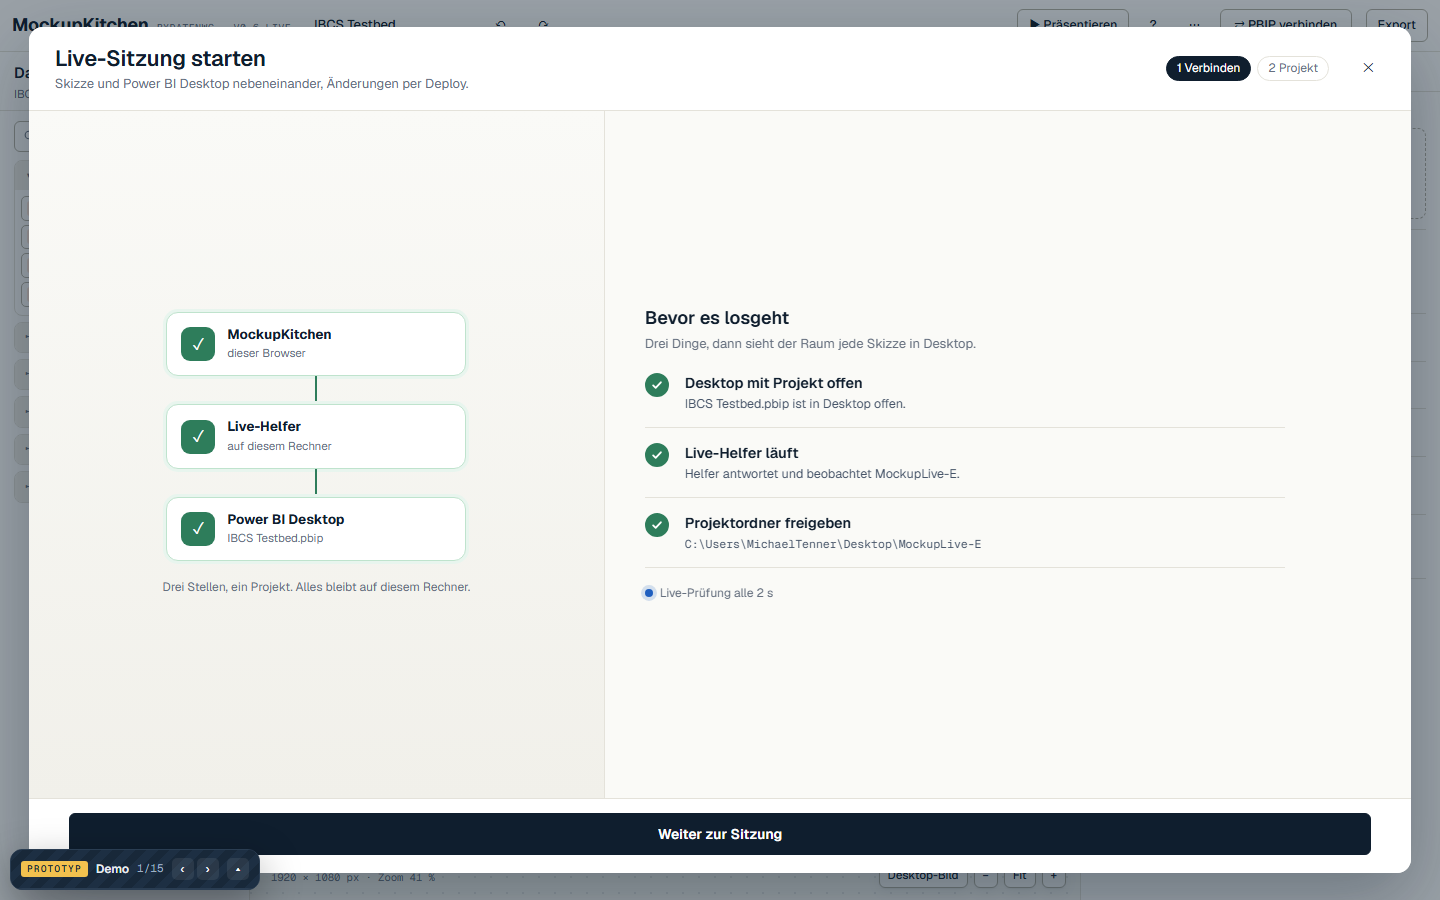 MockupKitchen
IBCS Testbed
▶ Präsentieren
?
⇄ PBIP verbinden
Export
Live-Sitzung starten
Skizze und Power BI Desktop nebeneinander, Änderungen per Deploy.
1 Verbinden
2 Projekt
MockupKitchen
dieser Browser
Live-Helfer
auf diesem Rechner
Power BI Desktop
IBCS Testbed.pbip
Drei Stellen, ein Projekt. Alles bleibt auf diesem Rechner.
Bevor es losgeht
Drei Dinge, dann sieht der Raum jede Skizze in Desktop.
Desktop mit Projekt offen
IBCS Testbed.pbip ist in Desktop offen.
Live-Helfer läuft
Helfer antwortet und beobachtet MockupLive-E.
Projektordner freigeben
C:\Users\MichaelTenner\Desktop\MockupLive-E
Live-Prüfung alle 2 s
Weiter zur Sitzung
PROTOTYP Demo 1/15
1920 × 1080 px · Zoom 41 %
Desktop-Bild
−
Fit
+